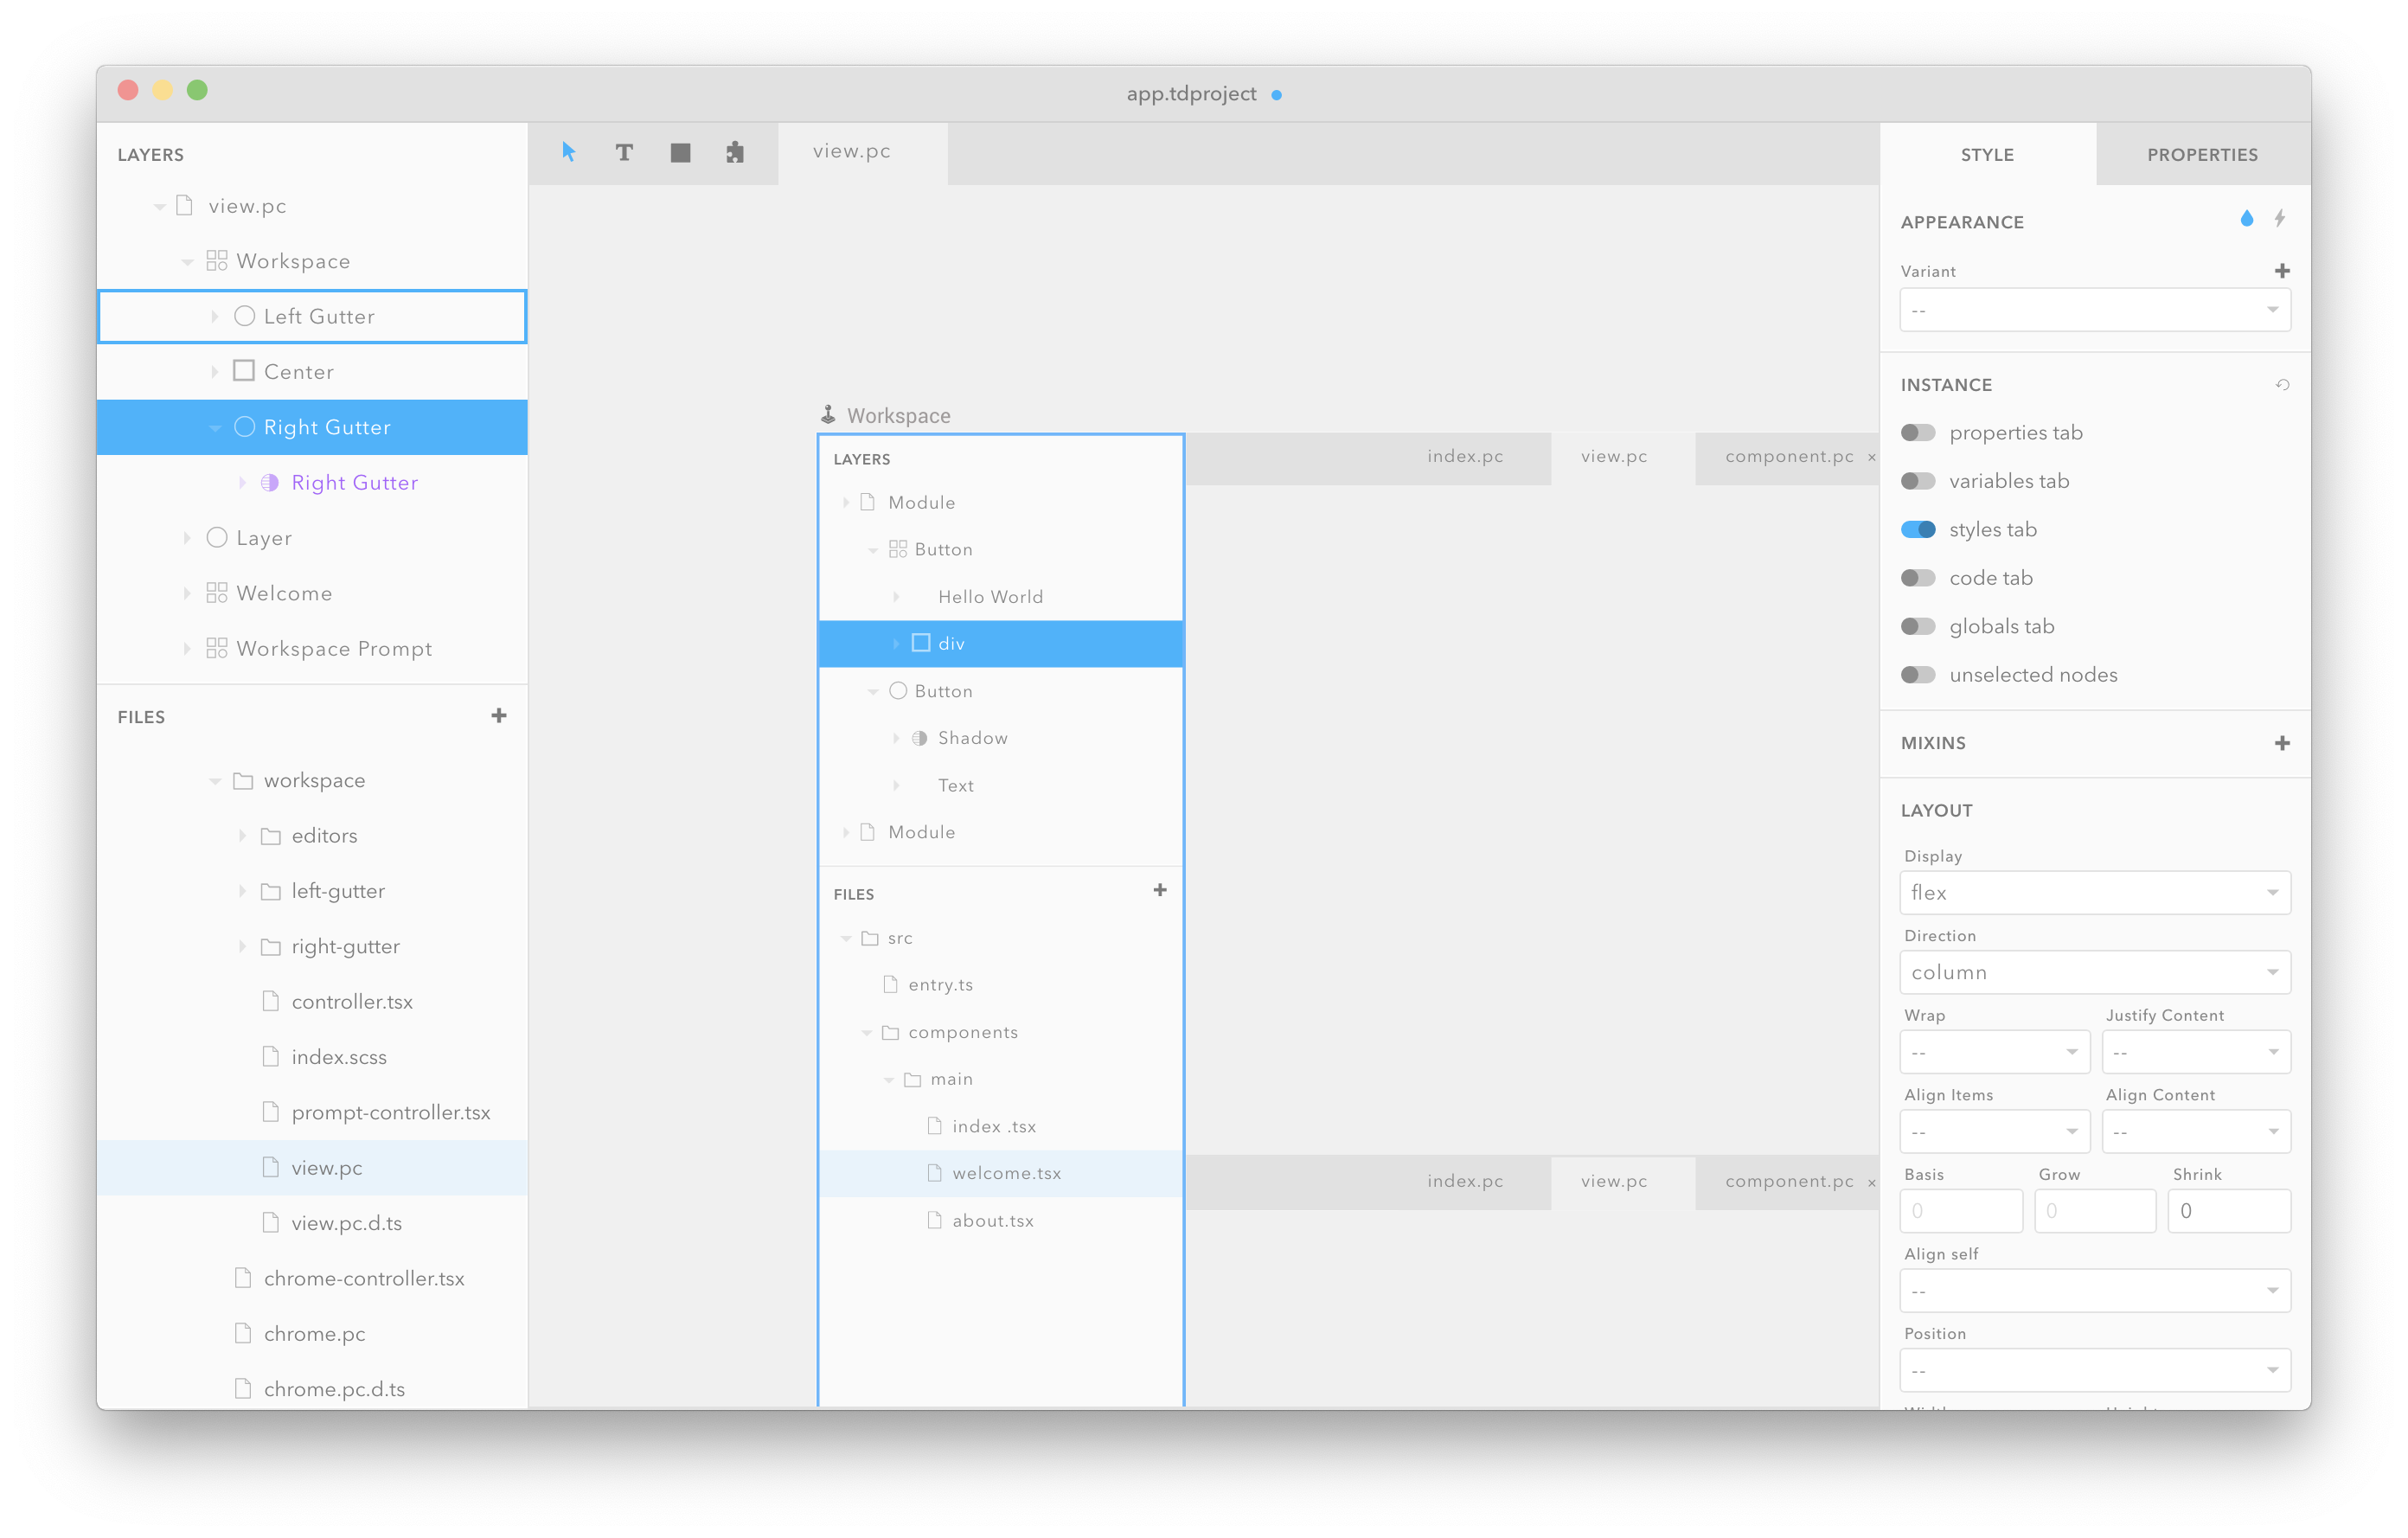 app.tdproject
LAYERS
view.pc
Workspace
Left Gutter
Center
Right Gutter
Right Gutter
Layer
Welcome
Workspace Prompt
FILES
workspace
editors
left-gutter
right-gutter
controller.tsx
index.scss
prompt-controller.tsx
view.pc
view.pc.d.ts
chrome-controller.tsx
chrome.pc
chrome.pc.d.ts
T
view.pc
Workspace
LAYERS
Module
Button
Hello World
div
Button
Shadow
Text
Module
FILES
src
entry.ts
components
main
index .tsx
welcome.tsx
about.tsx
index.pc view.pc component.pc ×
index.pc view.pc component.pc ×
STYLE PROPERTIES
APPEARANCE
Variant
--
INSTANCE
properties tab
variables tab
styles tab
code tab
globals tab
unselected nodes
MIXINS
LAYOUT
Display
flex
Direction
column
Wrap Justify Content
-- --
Align Items Align Content
-- --
Basis Grow Shrink
0 0 0
Align self
--
Position
--